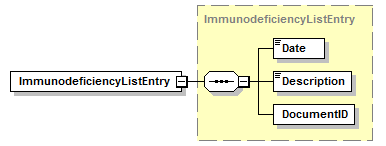 ImmunodeficiencyListEntry
ImmunodeficiencyListEntry
Date
Description
DocumentID